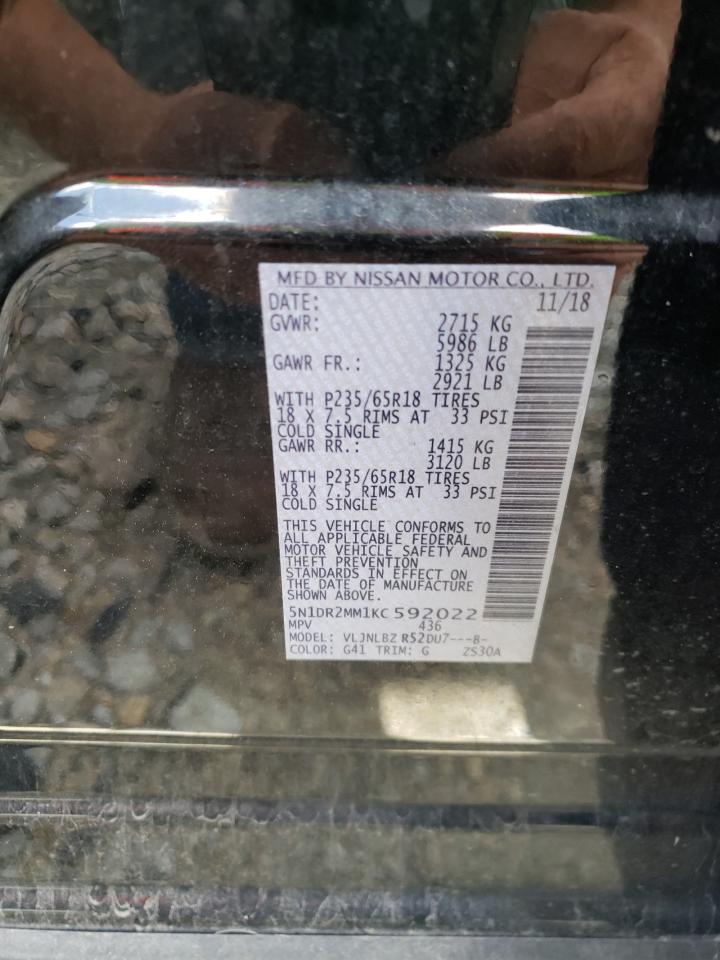 MFD BY NISSAN MOTOR CO., LTD.
DATE: 11/18
GVWR: 2715 KG
5986 LB
GAWR FR.: 1325 KG
2921 LB
WITH P235/65R18 TIRES
18 X 7.5 RIMS AT 33 PSI
COLD SINGLE
GAWR RR.: 1415 KG
3120 LB
WITH P235/65R18 TIRES
18 X 7.5 RIMS AT 33 PSI
COLD SINGLE
THIS VEHICLE CONFORMS TO
ALL APPLICABLE FEDERAL
MOTOR VEHICLE SAFETY AND
THEFT PREVENTION
STANDARDS IN EFFECT ON
THE DATE OF MANUFACTURE
SHOWN ABOVE.
5N1DR2MM1KC592022
MPV 436
MODEL: VLJNLBZ R52DU7---8-
COLOR: G41 TRIM: G ZS30A